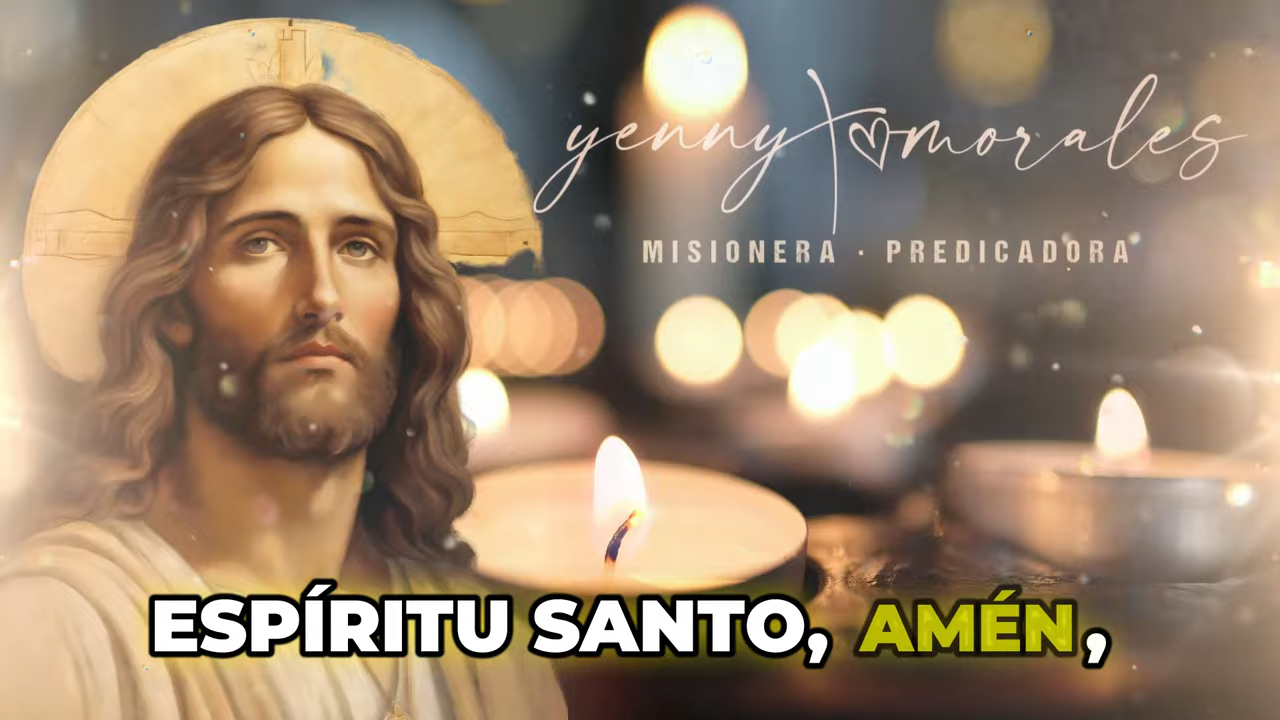 yenny morales
MISIONERA · PREDICADORA
ESPÍRITU SANTO, AMÉN,